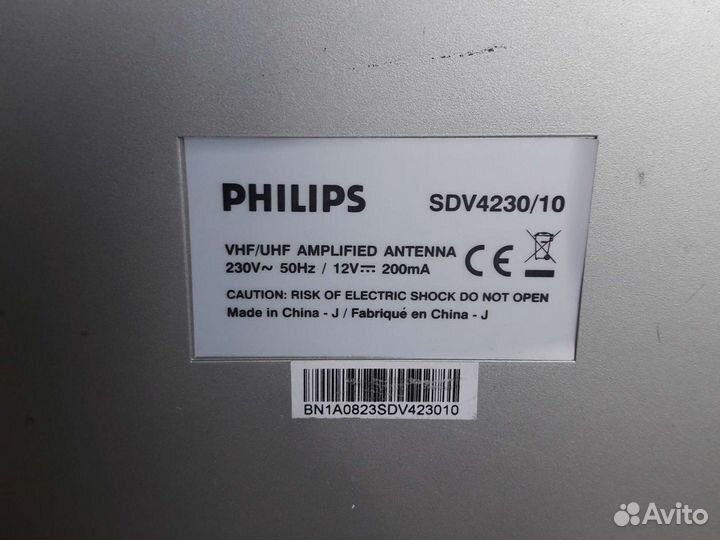 PHILIPS SDV4230/10
VHF/UHF AMPLIFIED ANTENNA
230V~ 50Hz / 12V⎓ 200mA
CE
CAUTION: RISK OF ELECTRIC SHOCK DO NOT OPEN
Made in China - J / Fabriqué en China - J
BN1A0823SDV423010
Avito